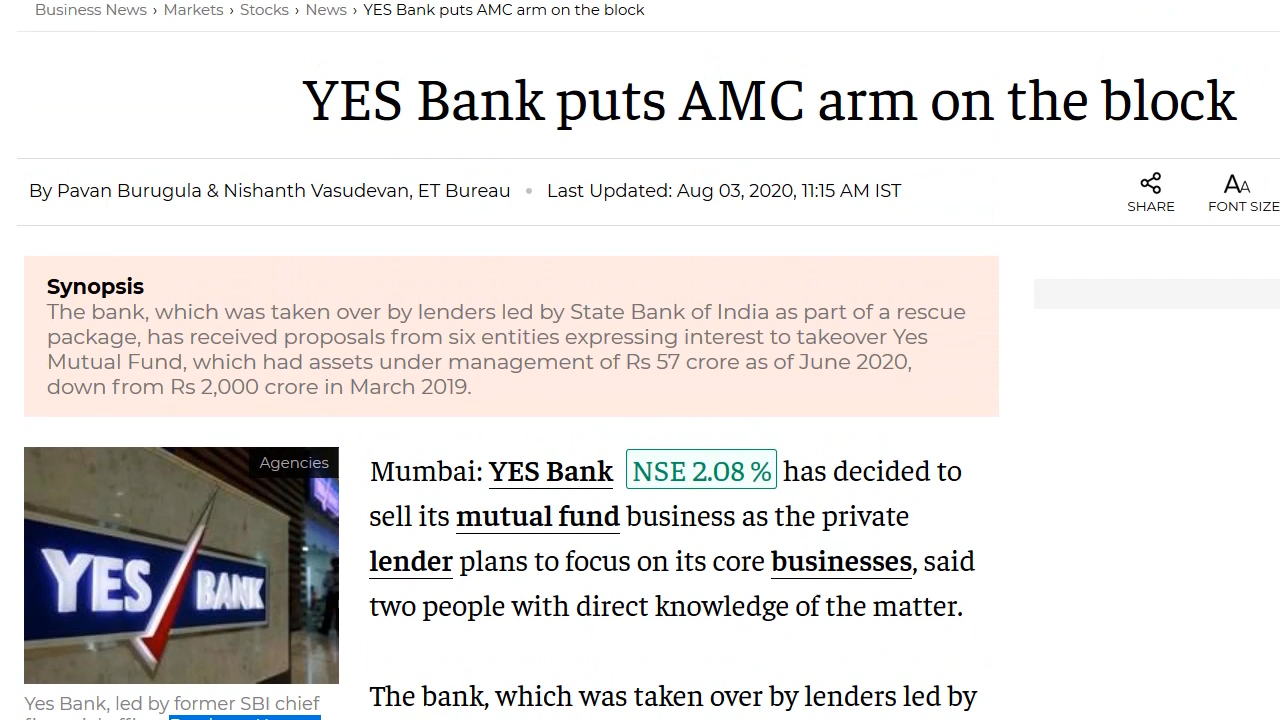 Business News › Markets › Stocks › News › YES Bank puts AMC arm on the block
YES Bank puts AMC arm on the block
By Pavan Burugula & Nishanth Vasudevan, ET Bureau • Last Updated: Aug 03, 2020, 11:15 AM IST
SHARE
AA
FONT SIZE
Synopsis
The bank, which was taken over by lenders led by State Bank of India as part of a rescue
package, has received proposals from six entities expressing interest to takeover Yes
Mutual Fund, which had assets under management of Rs 57 crore as of June 2020,
down from Rs 2,000 crore in March 2019.
Agencies
YES BANK
Yes Bank, led by former SBI chief
Mumbai: YES Bank NSE 2.08 % has decided to
sell its mutual fund business as the private
lender plans to focus on its core businesses, said
two people with direct knowledge of the matter.
The bank, which was taken over by lenders led by